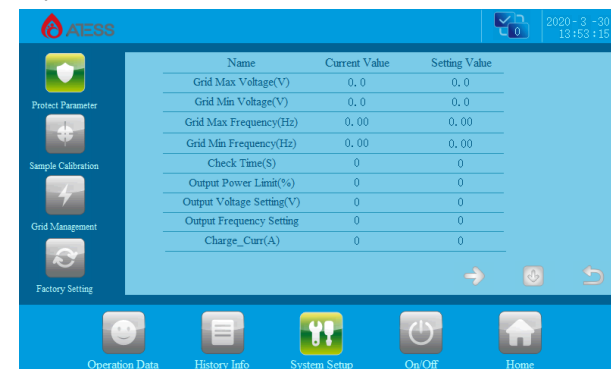 ATESS
0
2020-3 -30
13:53:15
Name Current Value Setting Value
Grid Max Voltage(V) 0.0 0.0
Grid Min Voltage(V) 0.0 0.0
Grid Max Frequency(Hz) 0.00 0.00
Grid Min Frequency(Hz) 0.00 0.00
Check Time(S) 0 0
Output Power Limit(%) 0 0
Output Voltage Setting(V) 0 0
Output Frequency Setting 0 0
Charge_Curr(A) 0 0
Protect Parameter
Sample Calibration
Grid Management
Factory Setting
Operation Data History Info System Setup On/Off Home